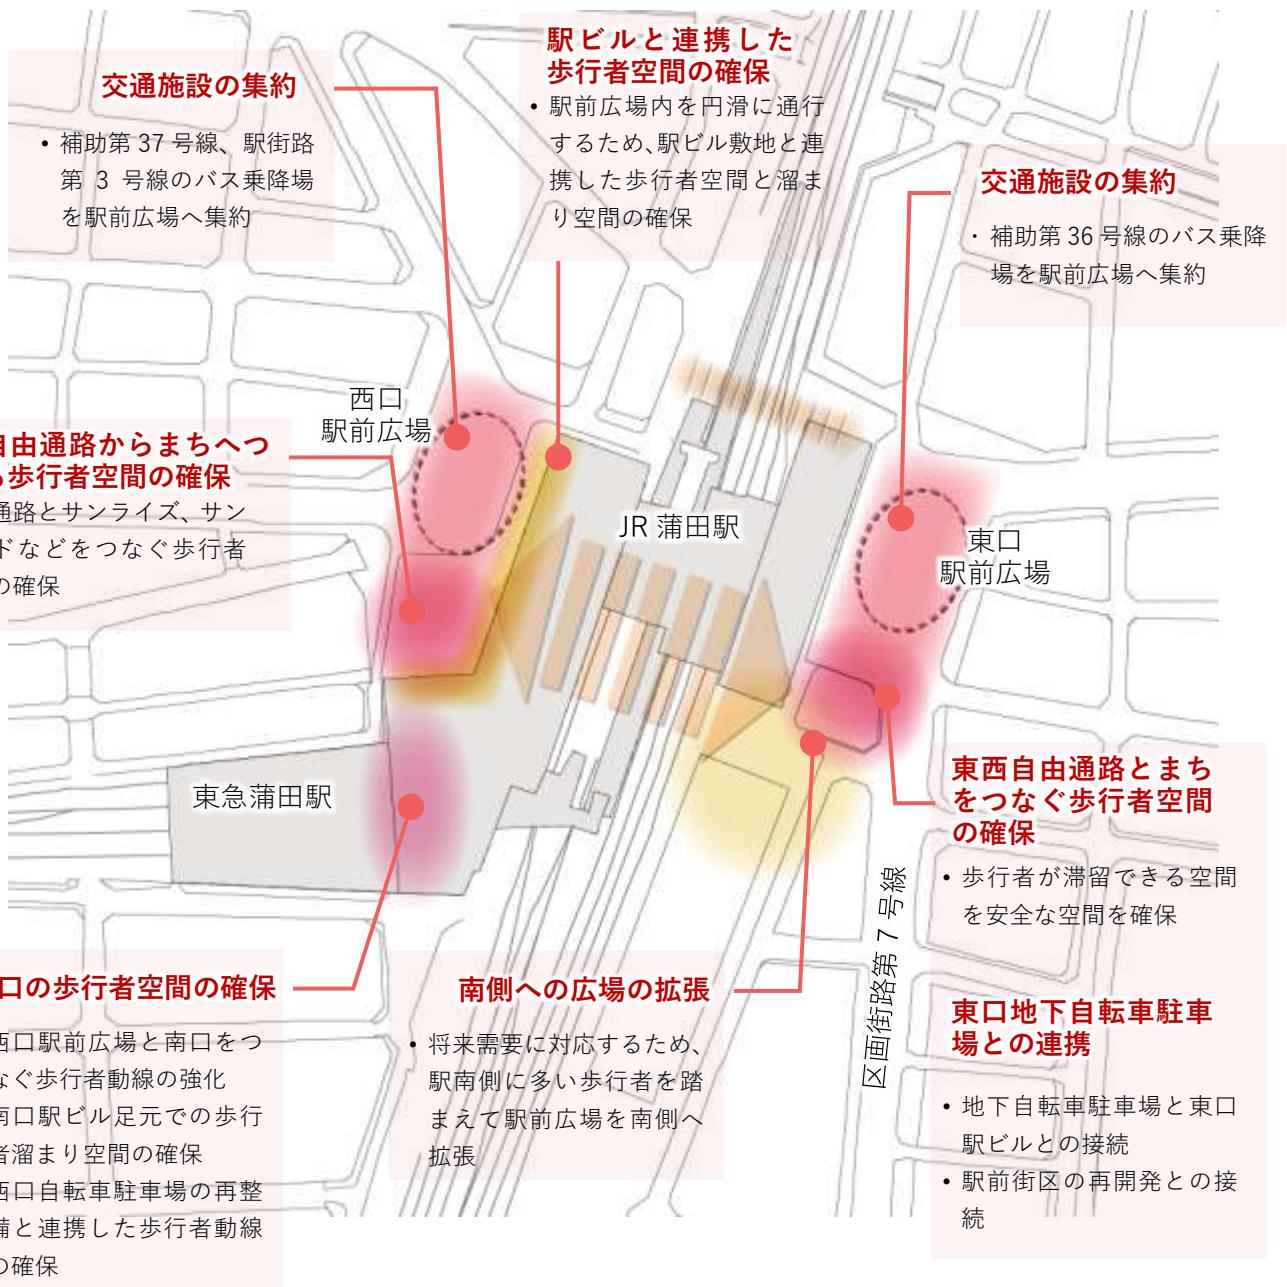 交通施設の集約
• 補助第 37 号線、駅街路
第 3 号線のバス乗降場
を駅前広場へ集約
駅ビルと連携した
歩行者空間の確保
• 駅前広場内を円滑に通行
するため、駅ビル敷地と連
携した歩行者空間と溜ま
り空間の確保
交通施設の集約
・ 補助第 36 号線のバス乗降
場を駅前広場へ集約
西口
駅前広場
自由通路からまちへつ
る歩行者空間の確保
通路とサンライズ、サン
ドなどをつなぐ歩行者
の確保
JR 蒲田駅
東口
駅前広場
東急蒲田駅
東西自由通路とまち
をつなぐ歩行者空間
の確保
• 歩行者が滞留できる空間
を安全な空間を確保
区画街路第 7 号線
口の歩行者空間の確保
西口駅前広場と南口をつ
なぐ歩行者動線の強化
南口駅ビル足元での歩行
者溜まり空間の確保
西口自転車駐車場の再整
備と連携した歩行者動線
の確保
南側への広場の拡張
• 将来需要に対応するため、
駅南側に多い歩行者を踏
まえて駅前広場を南側へ
拡張
東口地下自転車駐車
場との連携
• 地下自転車駐車場と東口
駅ビルとの接続
• 駅前街区の再開発との接
続